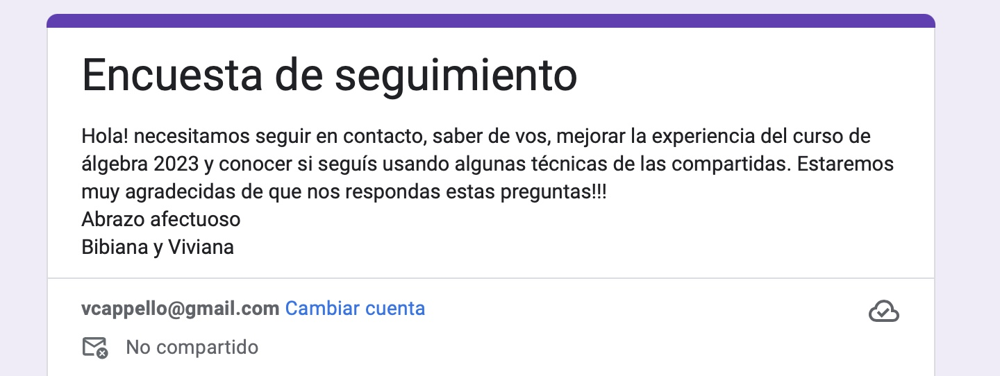 Encuesta de seguimiento
Hola! necesitamos seguir en contacto, saber de vos, mejorar la experiencia del curso de
álgebra 2023 y conocer si seguís usando algunas técnicas de las compartidas. Estaremos
muy agradecidas de que nos respondas estas preguntas!!!
Abrazo afectuoso
Bibiana y Viviana
vcappello@gmail.com Cambiar cuenta
No compartido